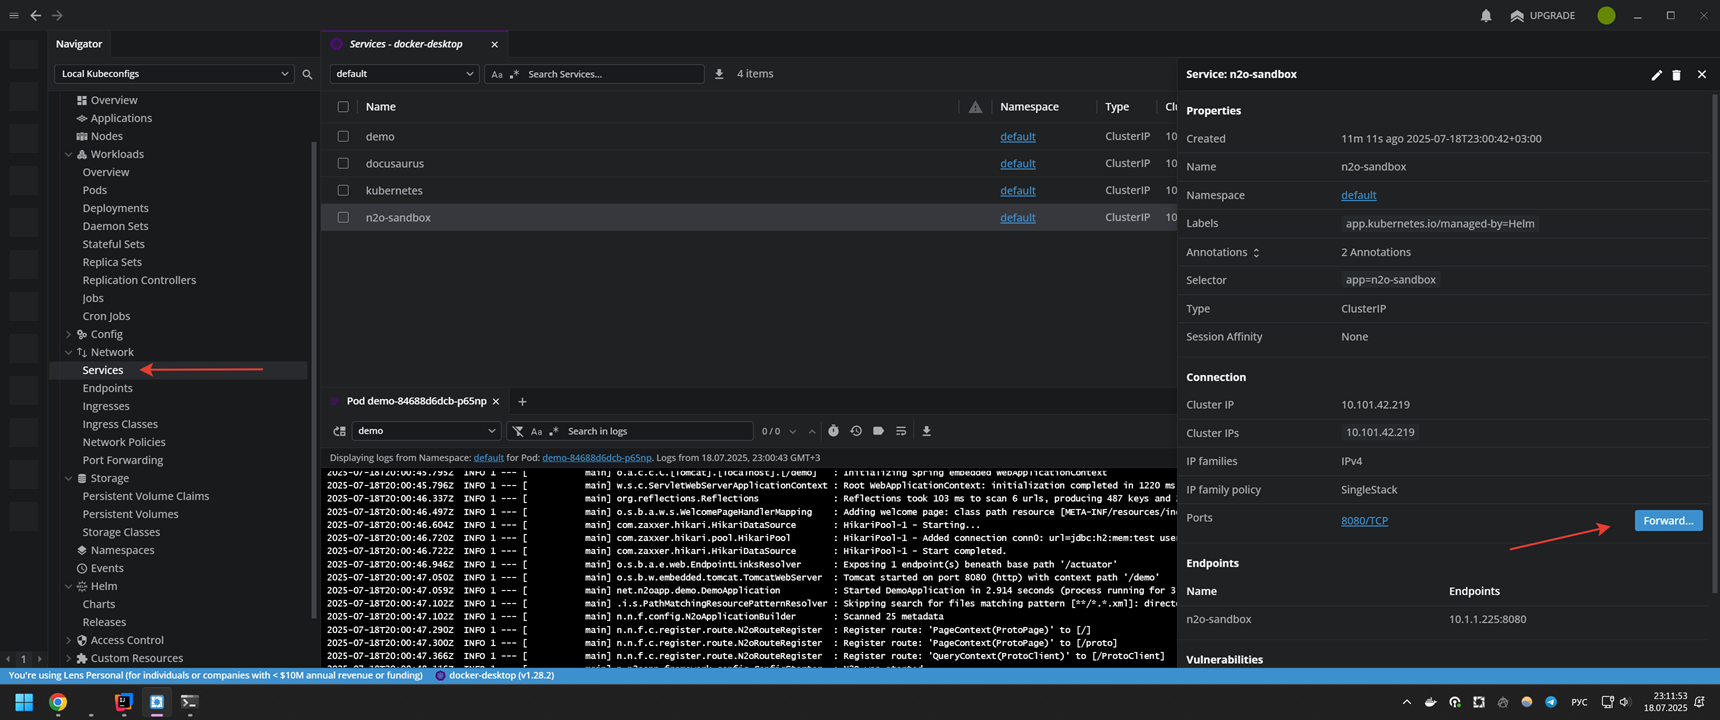 UPGRADE
Navigator
Services - docker-desktop
Local Kubeconfigs
default
Aa .* Search Services...
4 items
Overview
Applications
Nodes
Workloads
Overview
Pods
Deployments
Daemon Sets
Stateful Sets
Replica Sets
Replication Controllers
Jobs
Cron Jobs
Config
Network
Services
Endpoints
Ingresses
Ingress Classes
Network Policies
Port Forwarding
Storage
Persistent Volume Claims
Persistent Volumes
Storage Classes
Namespaces
Events
Helm
Charts
Releases
Access Control
Custom Resources
1
Name Namespace Type Cl
demo default ClusterIP 10
docusaurus default ClusterIP 10
kubernetes default ClusterIP 10
n2o-sandbox default ClusterIP 10
Pod demo-84688d6dcb-p65np
demo
Aa .* Search in logs
0 / 0
Displaying logs from Namespace: default for Pod: demo-84688d6dcb-p65np. Logs from 18.07.2025, 23:00:43 GMT+3
2025-07-18T20:00:45.795Z INFO 1 --- [ main] o.a.c.c.C.[Tomcat].[localhost].[/demo] : Initializing Spring embedded WebApplicationContext
2025-07-18T20:00:45.796Z INFO 1 --- [ main] w.s.c.ServletWebServerApplicationContext : Root WebApplicationContext: initialization completed in 1220 ms
2025-07-18T20:00:46.337Z INFO 1 --- [ main] org.reflections.Reflections : Reflections took 103 ms to scan 6 urls, producing 487 keys and
2025-07-18T20:00:46.497Z INFO 1 --- [ main] o.s.b.a.w.s.WelcomePageHandlerMapping : Adding welcome page: class path resource [META-INF/resources/in
2025-07-18T20:00:46.604Z INFO 1 --- [ main] com.zaxxer.hikari.HikariDataSource : HikariPool-1 - Starting...
2025-07-18T20:00:46.720Z INFO 1 --- [ main] com.zaxxer.hikari.pool.HikariPool : HikariPool-1 - Added connection conn0: url=jdbc:h2:mem:test use
2025-07-18T20:00:46.722Z INFO 1 --- [ main] com.zaxxer.hikari.HikariDataSource : HikariPool-1 - Start completed.
2025-07-18T20:00:46.946Z INFO 1 --- [ main] o.s.b.a.e.web.EndpointLinksResolver : Exposing 1 endpoint(s) beneath base path '/actuator'
2025-07-18T20:00:47.050Z INFO 1 --- [ main] o.s.b.w.embedded.tomcat.TomcatWebServer : Tomcat started on port 8080 (http) with context path '/demo'
2025-07-18T20:00:47.059Z INFO 1 --- [ main] net.n2oapp.demo.DemoApplication : Started DemoApplication in 2.914 seconds (process running for 3
2025-07-18T20:00:47.077Z INFO 1 --- [ main] .i.s.PathMatchingResourcePatternResolver : Skipping search for files matching pattern [**/*.*.xml]: direct
2025-07-18T20:00:47.102Z INFO 1 --- [ main] n.n.f.config.N2oApplicationBuilder : Scanned 25 metadata
2025-07-18T20:00:47.290Z INFO 1 --- [ main] n.n.f.c.register.route.N2oRouteRegister : Register route: 'PageContext(ProtoPage)' to [/]
2025-07-18T20:00:47.300Z INFO 1 --- [ main] n.n.f.c.register.route.N2oRouteRegister : Register route: 'PageContext(ProtoPage)' to [/proto]
2025-07-18T20:00:47.366Z INFO 1 --- [ main] n.n.f.c.register.route.N2oRouteRegister : Register route: 'QueryContext(ProtoClient)' to [/ProtoClient]
Service: n2o-sandbox
Properties
Created 11m 11s ago 2025-07-18T23:00:42+03:00
Name n2o-sandbox
Namespace default
Labels app.kubernetes.io/managed-by=Helm
Annotations 2 Annotations
Selector app=n2o-sandbox
Type ClusterIP
Session Affinity None
Connection
Cluster IP 10.101.42.219
Cluster IPs 10.101.42.219
IP families IPv4
IP family policy SingleStack
Ports 8080/TCP Forward...
Endpoints
Name Endpoints
n2o-sandbox 10.1.1.225:8080
Vulnerabilities
You're using Lens Personal (for individuals or companies with < $10M annual revenue or funding) docker-desktop (v1.28.2)
РУС
23:11:53
18.07.2025